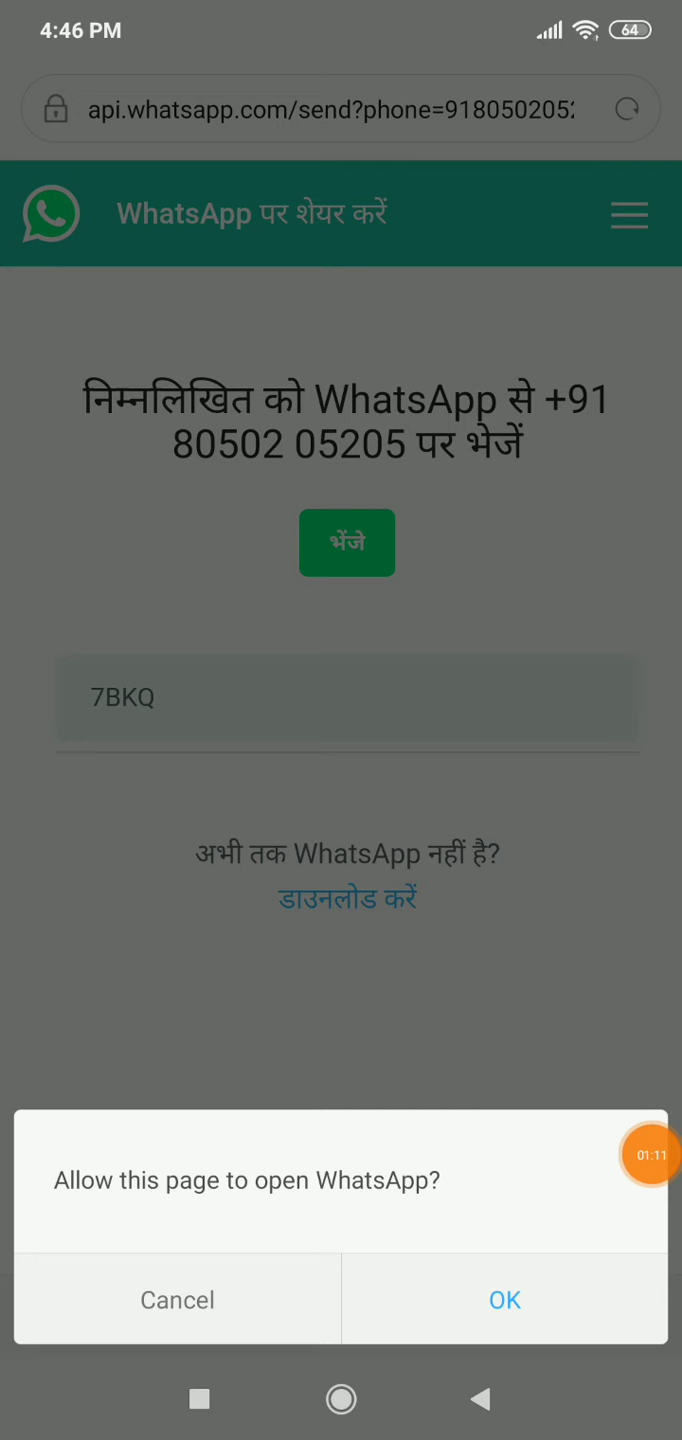 4:46 PM
64
api.whatsapp.com/send?phone=9180502052
WhatsApp पर शेयर करें
निम्नलिखित को WhatsApp से +91
80502 05205 पर भेजें
भेंजे
7BKQ
अभी तक WhatsApp नहीं है?
डाउनलोड करें
01:11
Allow this page to open WhatsApp?
Cancel
OK